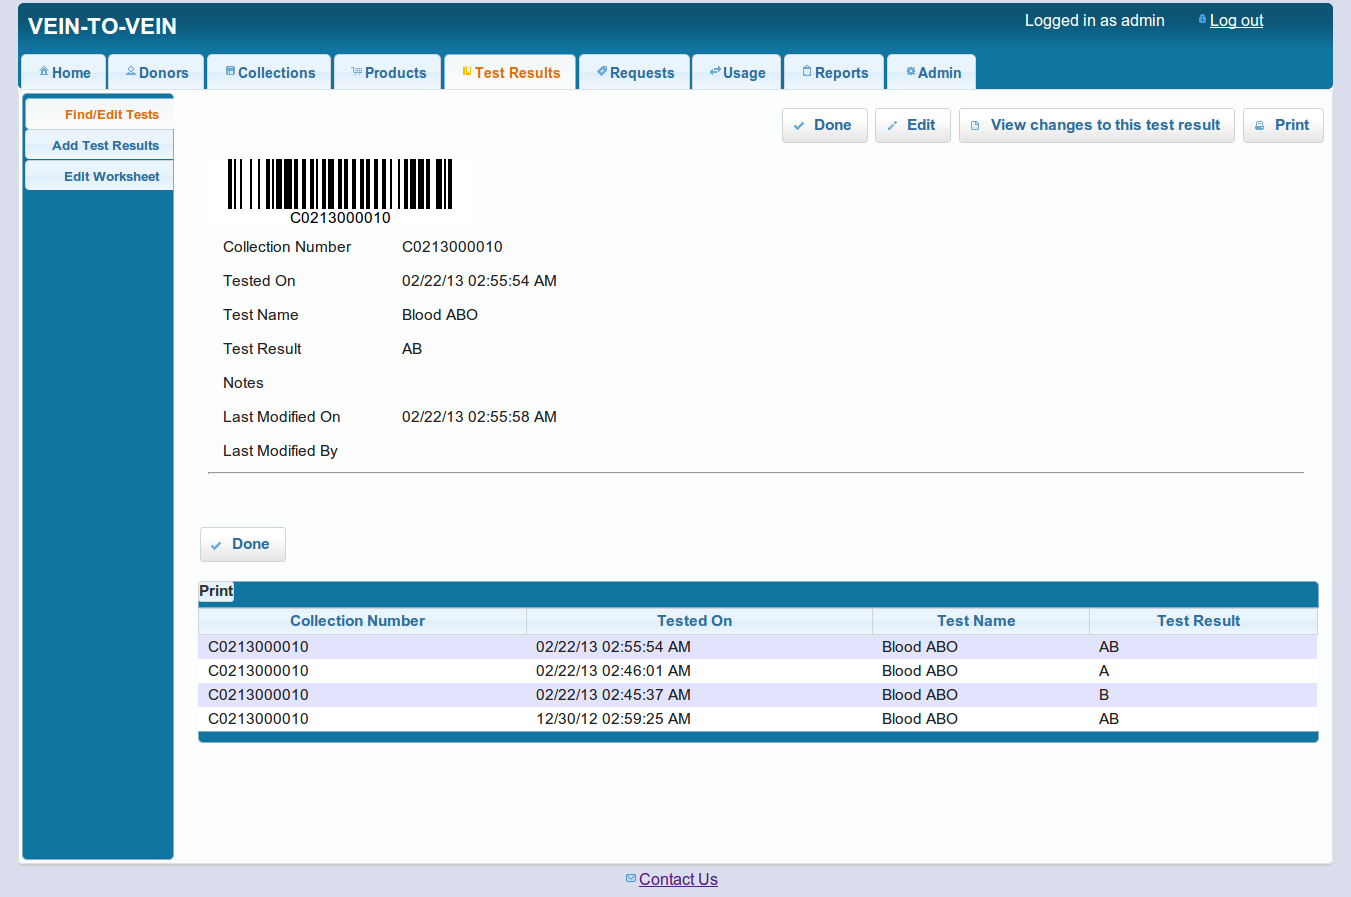 VEIN-TO-VEIN
Logged in as admin Log out
Home Donors Collections Products Test Results Requests Usage Reports Admin
Find/Edit Tests
Add Test Results
Edit Worksheet
Done Edit View changes to this test result Print
C0213000010
Collection Number C0213000010
Tested On 02/22/13 02:55:54 AM
Test Name Blood ABO
Test Result AB
Notes
Last Modified On 02/22/13 02:55:58 AM
Last Modified By
Done
Print
Collection Number Tested On Test Name Test Result
C0213000010 02/22/13 02:55:54 AM Blood ABO AB
C0213000010 02/22/13 02:46:01 AM Blood ABO A
C0213000010 02/22/13 02:45:37 AM Blood ABO B
C0213000010 12/30/12 02:59:25 AM Blood ABO AB
Contact Us